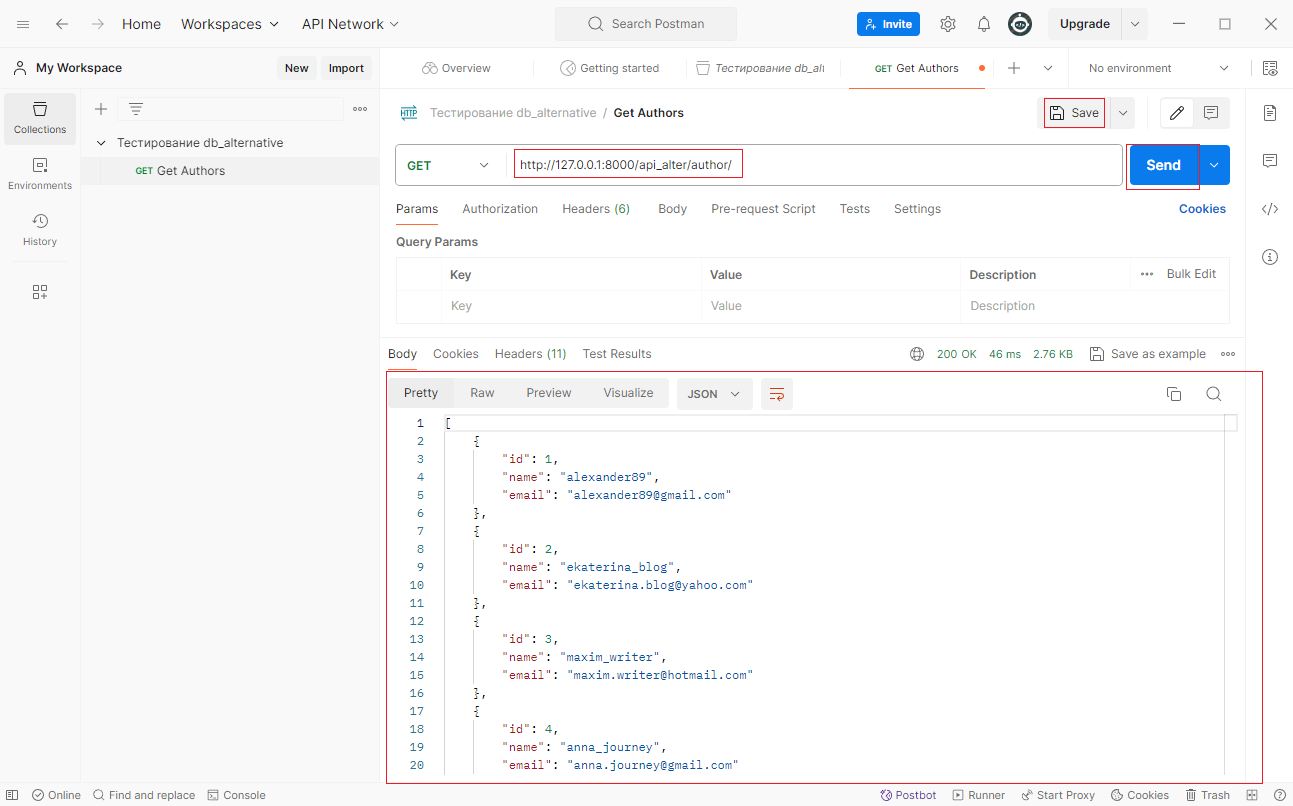 Home Workspaces API Network Search Postman Invite Upgrade
My Workspace New Import Overview Getting started Тестирование db_alt GET Get Authors No environment
Collections
Environments
History
Тестирование db_alternative
GET Get Authors
HTTP Тестирование db_alternative / Get Authors Save
GET http://127.0.0.1:8000/api_alter/author/ Send
Params Authorization Headers (6) Body Pre-request Script Tests Settings Cookies
Query Params
Key Value Description Bulk Edit
Key Value Description
Body Cookies Headers (11) Test Results 200 OK 46 ms 2.76 KB Save as example
Pretty Raw Preview Visualize JSON
1 [
2 {
3 "id": 1,
4 "name": "alexander89",
5 "email": "alexander89@gmail.com"
6 },
7 {
8 "id": 2,
9 "name": "ekaterina_blog",
10 "email": "ekaterina.blog@yahoo.com"
11 },
12 {
13 "id": 3,
14 "name": "maxim_writer",
15 "email": "maxim.writer@hotmail.com"
16 },
17 {
18 "id": 4,
19 "name": "anna_journey",
20 "email": "anna.journey@gmail.com"
Online Find and replace Console Postbot Runner Start Proxy Cookies Trash